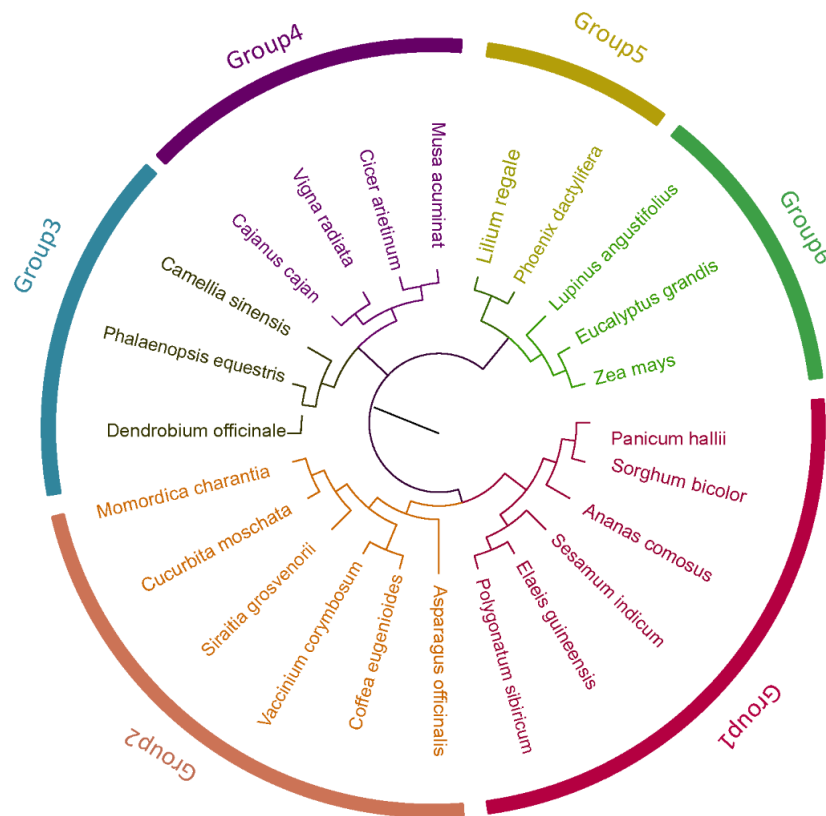 Group4
Group5
Group3
Group6
Group2
Group1
Musa acuminat
Cicer arietinum
Vigna radiata
Cajanus cajan
Camellia sinensis
Phalaenopsis equestris
Dendrobium officinale
Momordica charantia
Cucurbita moschata
Siraitia grosvenorii
Vaccinium corymbosum
Coffea eugenioides
Asparagus officinalis
Polygonatum sibiricum
Elaeis guineensis
Sesamum indicum
Ananas comosus
Sorghum bicolor
Panicum hallii
Zea mays
Eucalyptus grandis
Lupinus angustifolius
Phoenix dactylifera
Lilium regale